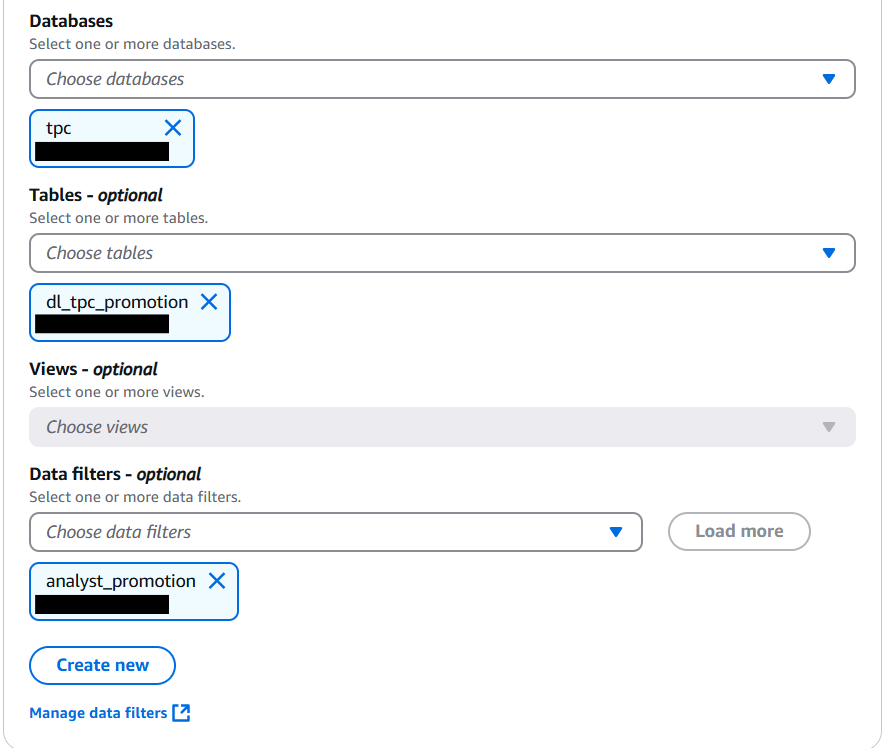 Databases
Select one or more databases.
Choose databases
tpc
Tables - optional
Select one or more tables.
Choose tables
dl_tpc_promotion
Views - optional
Select one or more views.
Choose views
Data filters - optional
Select one or more data filters.
Choose data filters
Load more
analyst_promotion
Create new
Manage data filters